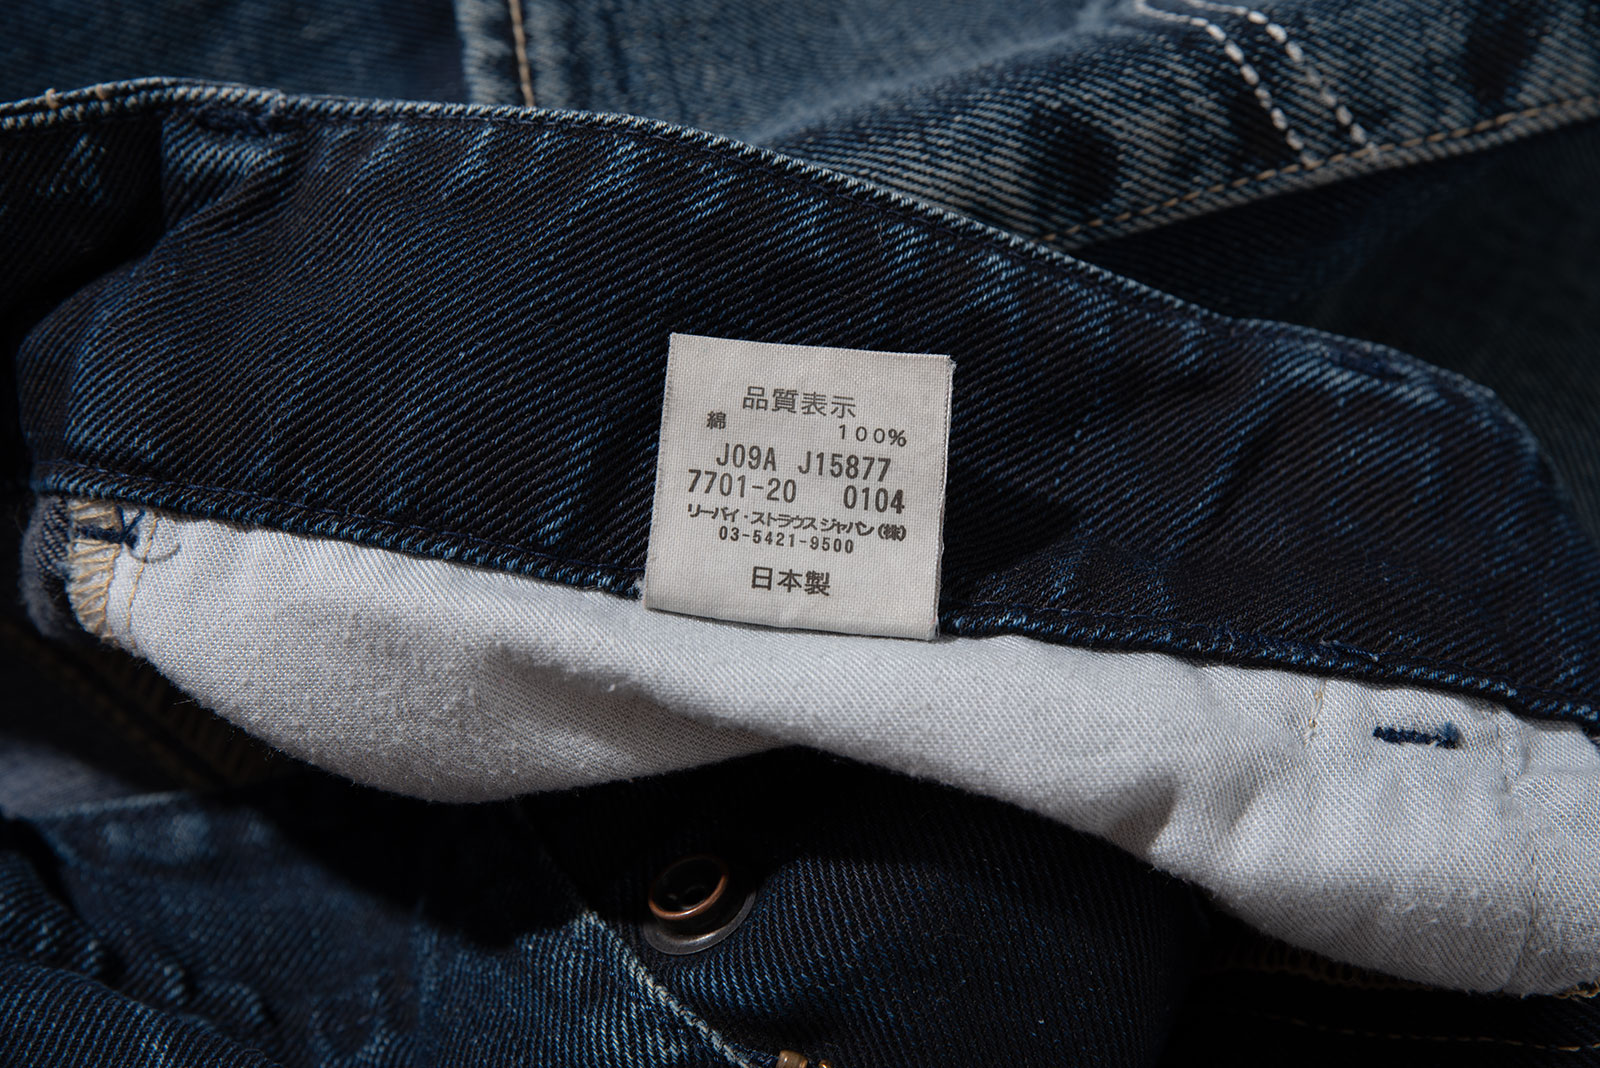 品質表示
綿 100%
J09A J15877
7701-20 0104
リーバイ・ストラウスジャパン(株)
03-5421-9500
日本製